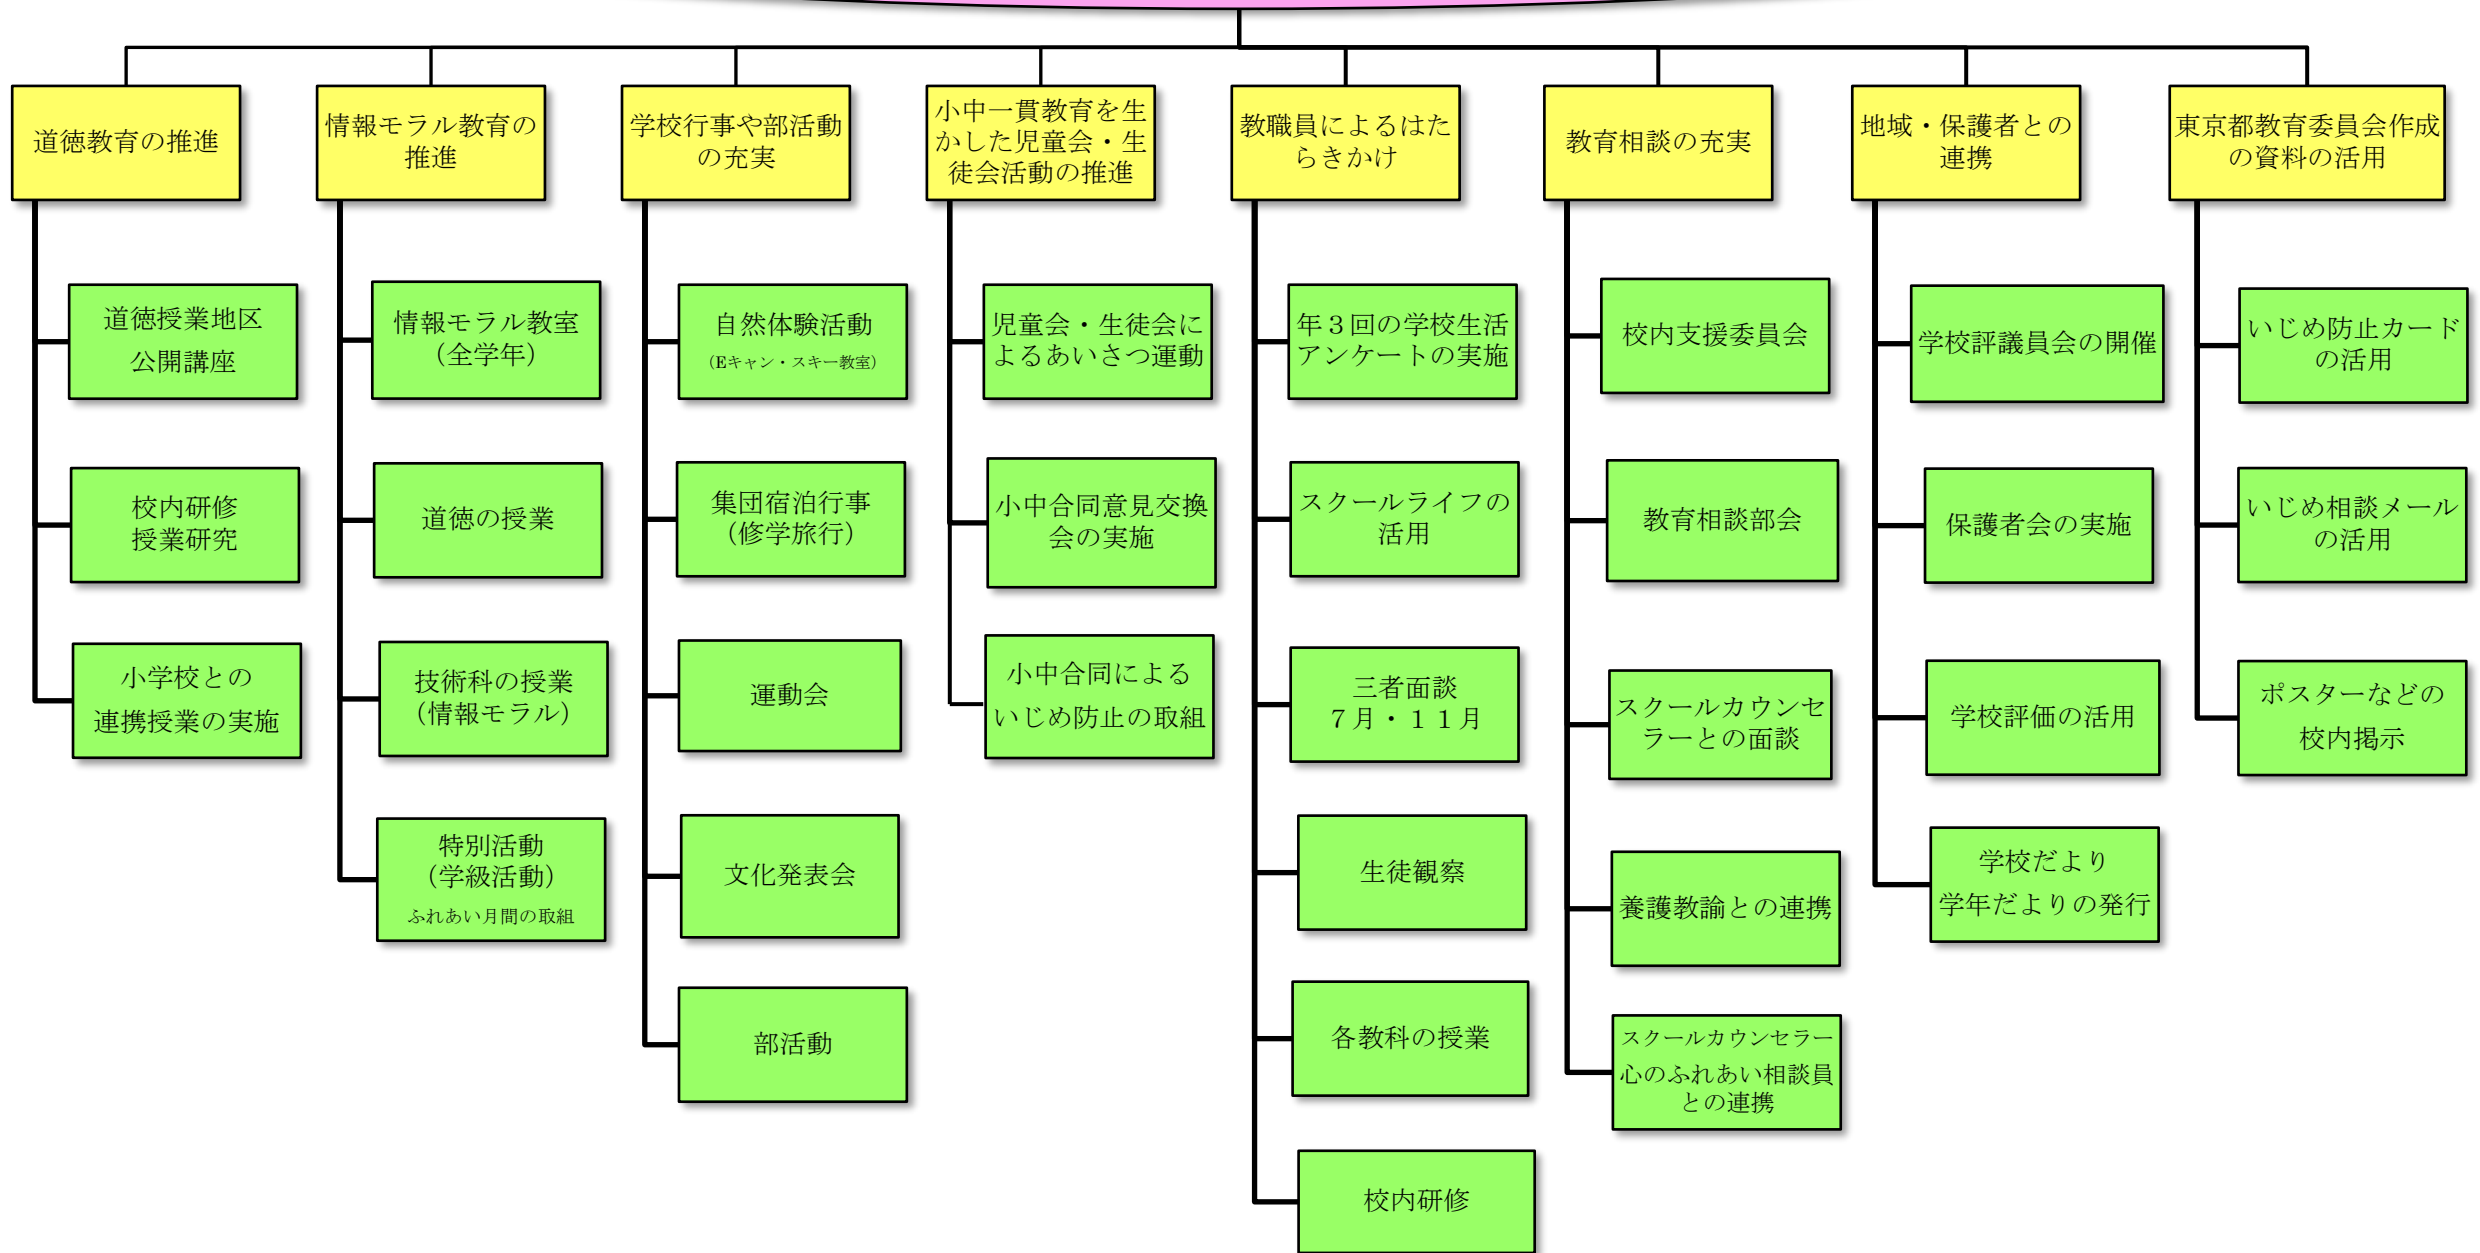 道徳教育の推進
道徳授業地区
公開講座
校内研修
授業研究
小学校との
連携授業の実施
情報モラル教育の
推進
情報モラル教室
（全学年）
道徳の授業
技術科の授業
（情報モラル）
特別活動
（学級活動）
ふれあい月間の取組
学校行事や部活動
の充実
自然体験活動
（Eキャン・スキー教室）
集団宿泊行事
（修学旅行）
運動会
文化発表会
部活動
小中一貫教育を生
かした児童会・生
徒会活動の推進
児童会・生徒会に
よるあいさつ運動
小中合同意見交換
会の実施
小中合同による
いじめ防止の取組
教職員によるはた
らきかけ
年３回の学校生活
アンケートの実施
スクールライフの
活用
三者面談
７月・１１月
生徒観察
各教科の授業
校内研修
教育相談の充実
校内支援委員会
教育相談部会
スクールカウンセ
ラーとの面談
養護教諭との連携
スクールカウンセラー
心のふれあい相談員
との連携
地域・保護者との
連携
学校評議員会の開催
保護者会の実施
学校評価の活用
学校だより
学年だよりの発行
東京都教育委員会作成
の資料の活用
いじめ防止カード
の活用
いじめ相談メール
の活用
ポスターなどの
校内掲示